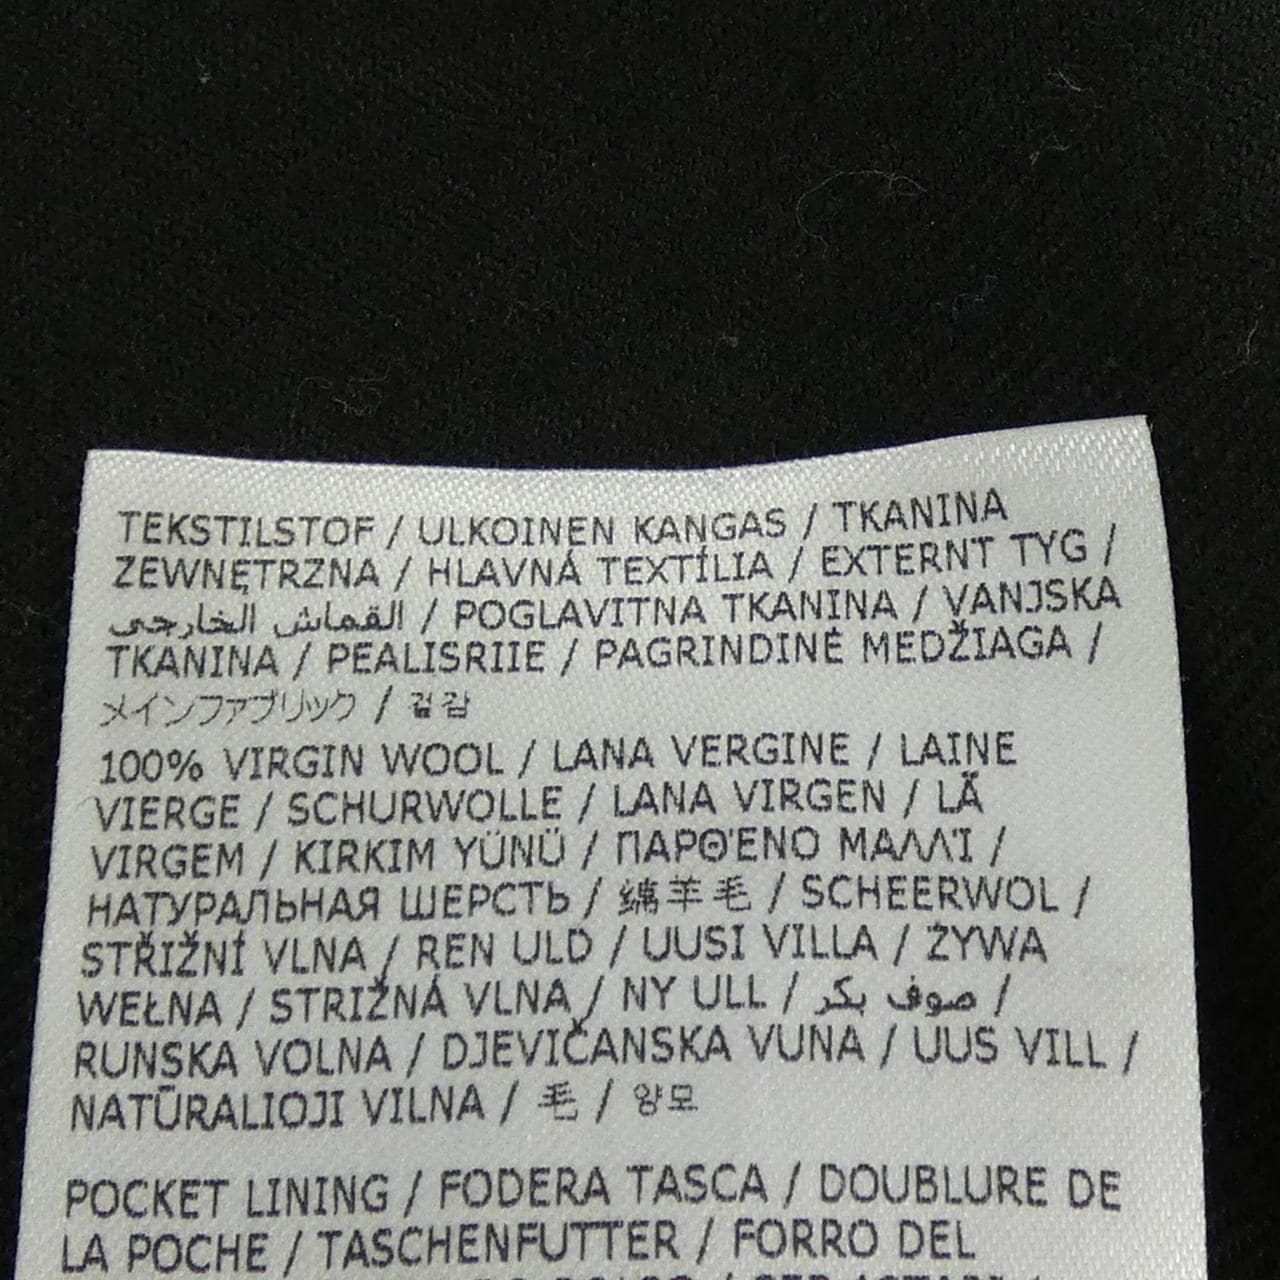 TEKSTILSTOF / ULKOINEN KANGAS / TKANINA
ZEWNĘTRZNA / HLAVNÁ TEXTÍLIA / EXTERNT TYG /
القماش الخارجي / POGLAVITNA TKANINA / VANJSKA
TKANINA / PEALISRIIE / PAGRINDINĖ MEDŽIAGA /
メインファブリック / 겉감
100% VIRGIN WOOL / LANA VERGINE / LAINE
VIERGE / SCHURWOLLE / LANA VIRGEN / LÃ
VIRGEM / KIRKIM YÜNÜ / ΠΑΡΘ'ΕΝΟ ΜΑΛΛ'Ι /
НАТУРАЛЬНАЯ ШЕРСТЬ / 绵羊毛 / SCHEERWOL /
STŘIŽNÍ VLNA / REN ULD / UUSI VILLA / ŻYWA
WEŁNA / STRIŽNÁ VLNA / NY ULL / صوف بكر /
RUNSKA VOLNA / DJEVIČANSKA VUNA / UUS VILL /
NATŪRALIOJI VILNA / 毛 / 양모
POCKET LINING / FODERA TASCA / DOUBLURE DE
LA POCHE / TASCHENFUTTER / FORRO DEL